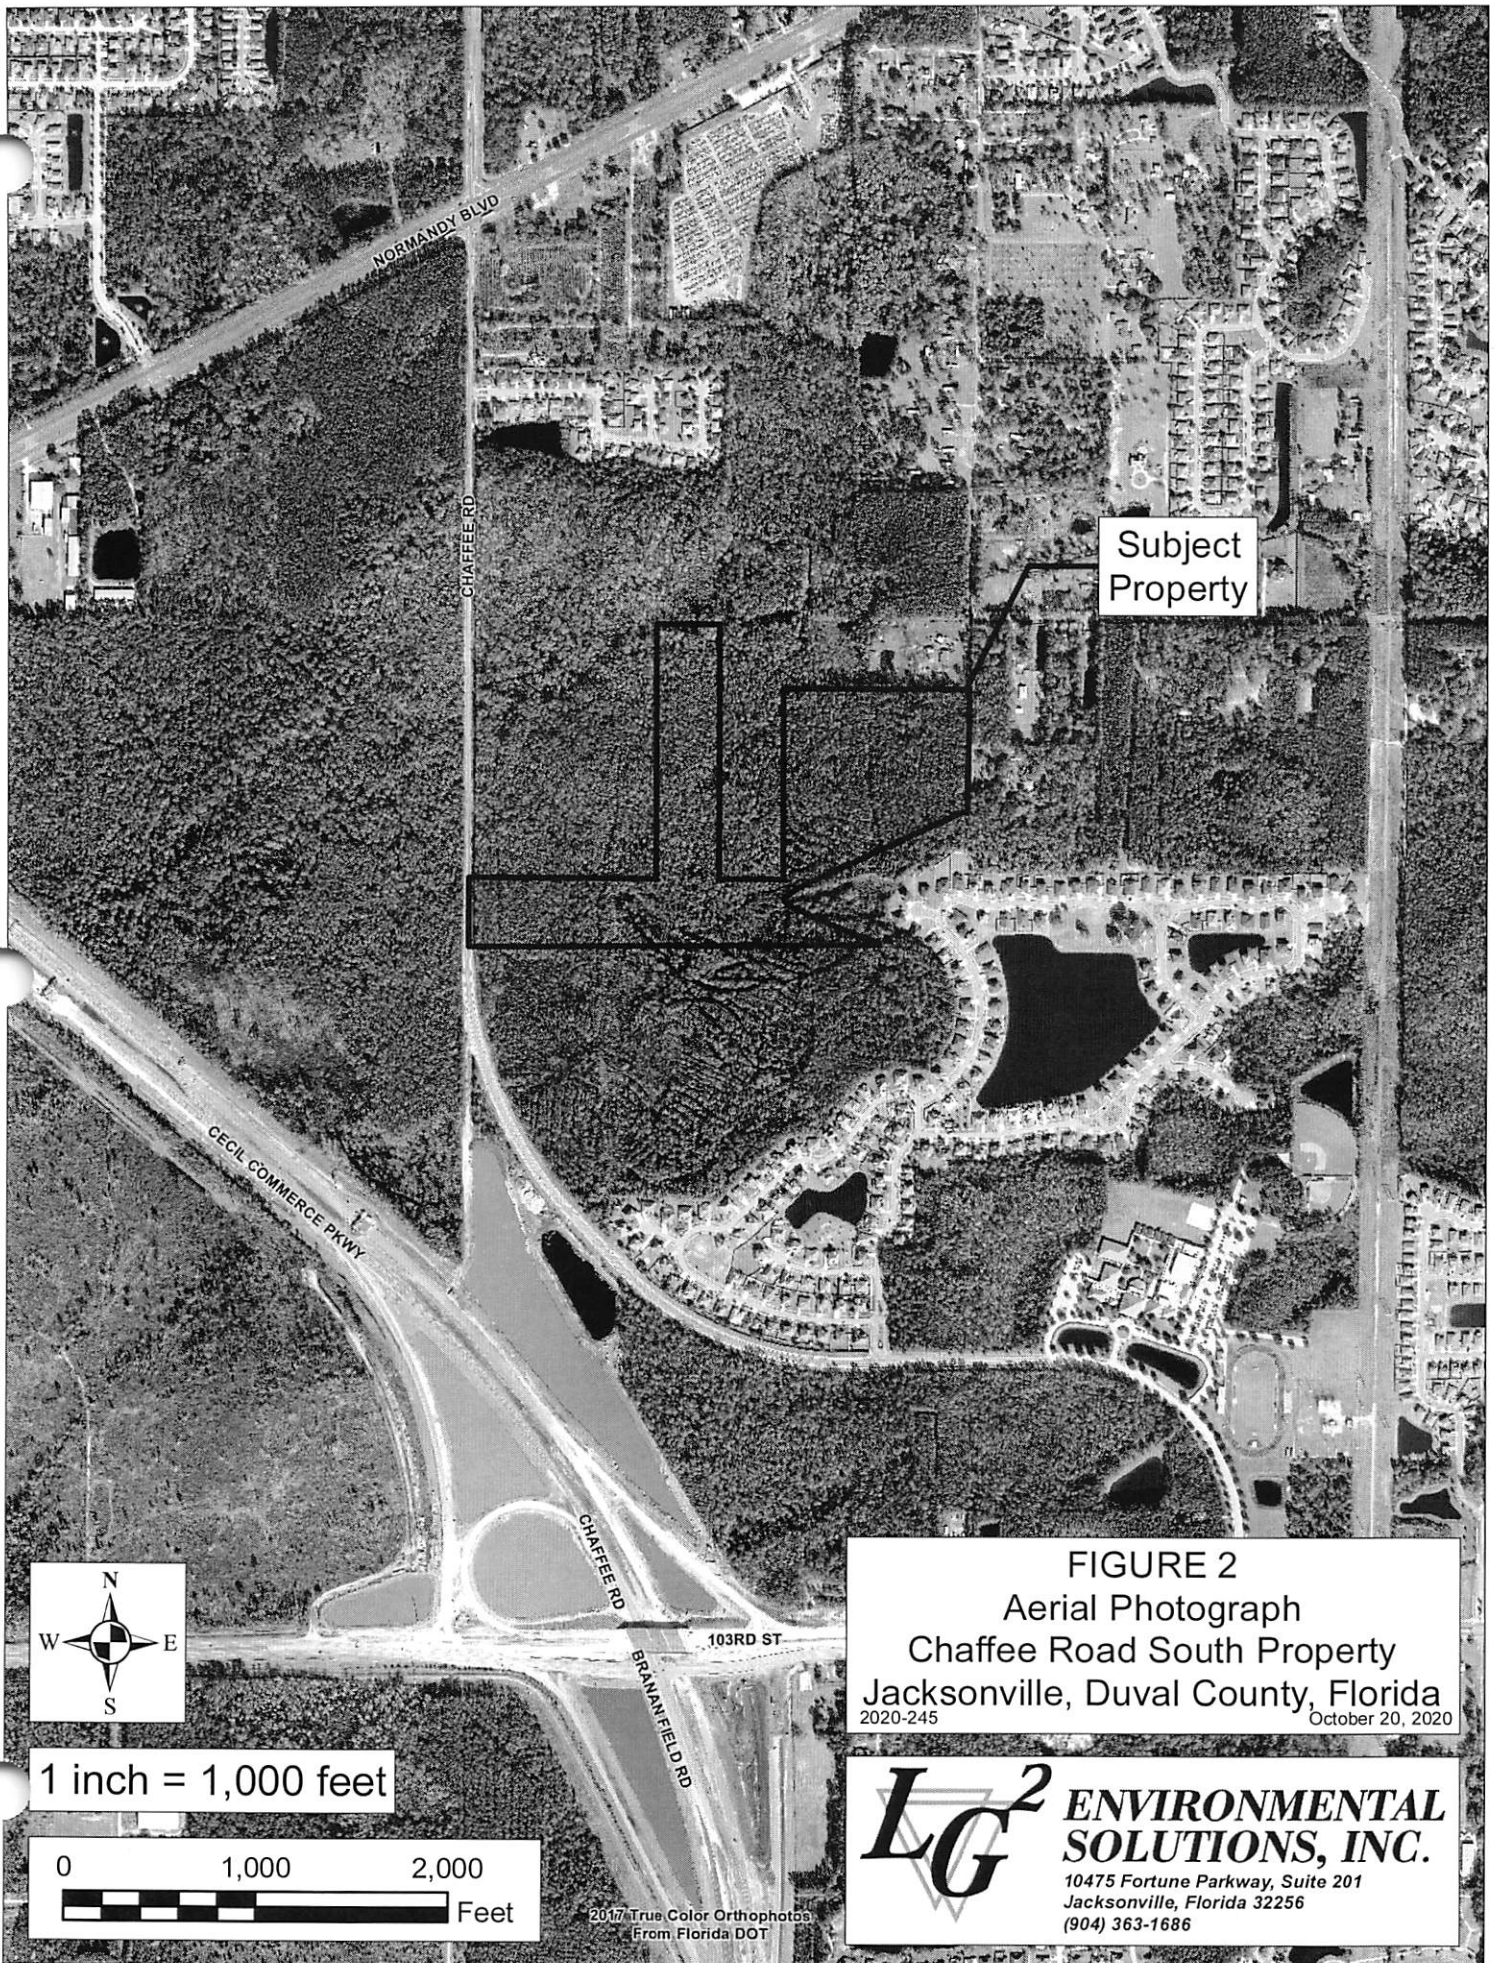 NORMANDY BLVD
CHAFFEE RD
Subject
Property
CECIL COMMERCE PKWY
CHAFFEE RD
103RD ST
BRANAN FIELD RD
N
W E
S
1 inch = 1,000 feet
0 1,000 2,000
Feet
2017 True Color Orthophotos
From Florida DOT
FIGURE 2
Aerial Photograph
Chaffee Road South Property
Jacksonville, Duval County, Florida
2020-245 October 20, 2020
LG2 ENVIRONMENTAL
SOLUTIONS, INC.
10475 Fortune Parkway, Suite 201
Jacksonville, Florida 32256
(904) 363-1686